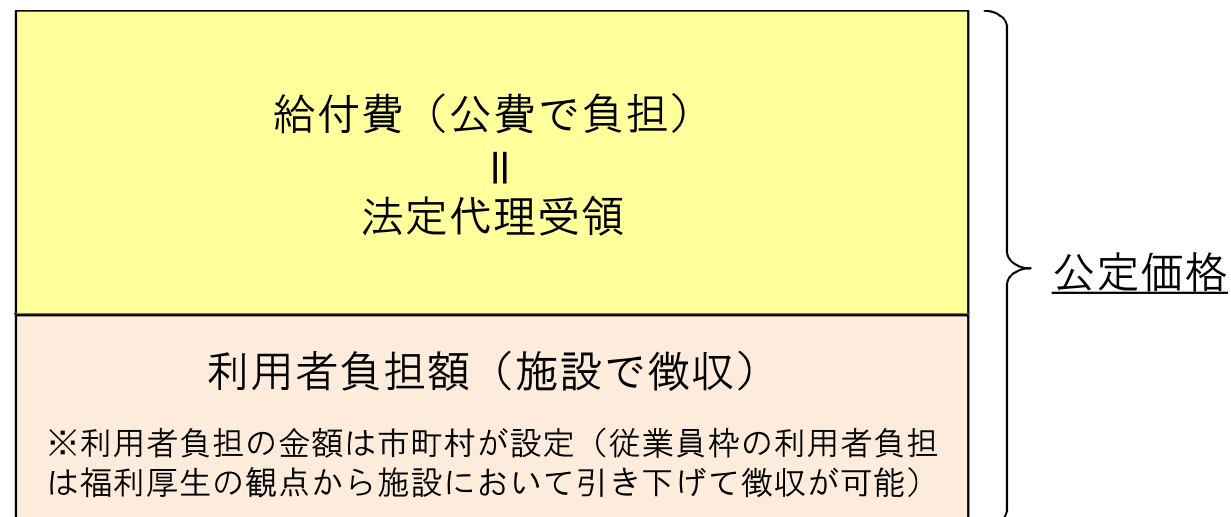 給付費（公費で負担）
＝
法定代理受領
公定価格
利用者負担額（施設で徴収）
※利用者負担の金額は市町村が設定（従業員枠の利用者負担
は福利厚生の観点から施設において引き下げて徴収が可能）